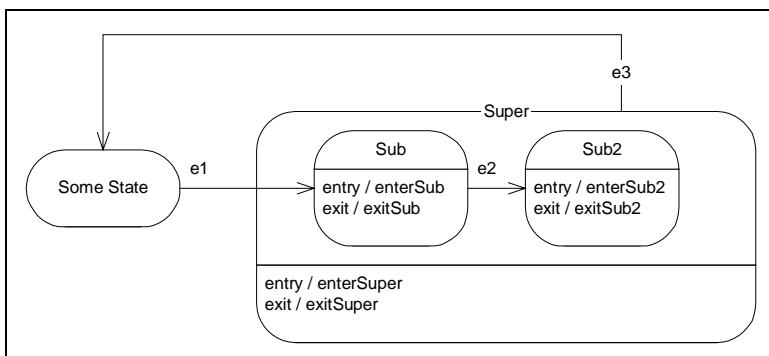 e3
Super
Sub
Sub2
e1
e2
Some State
entry / enterSub
exit / exitSub
entry / enterSub2
exit / exitSub2
entry / enterSuper
exit / exitSuper